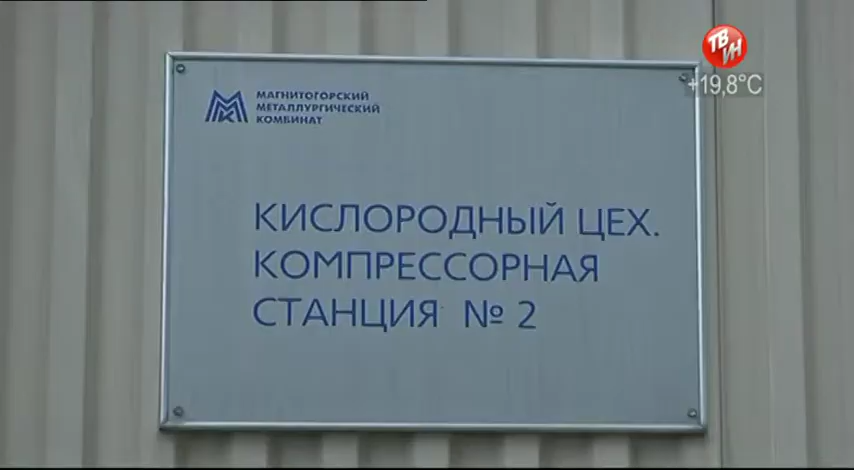 ТВ
ИН
+19,8°C
МАГНИТОГОРСКИЙ
МЕТАЛЛУРГИЧЕСКИЙ
КОМБИНАТ
КИСЛОРОДНЫЙ ЦЕХ.
КОМПРЕССОРНАЯ
СТАНЦИЯ № 2